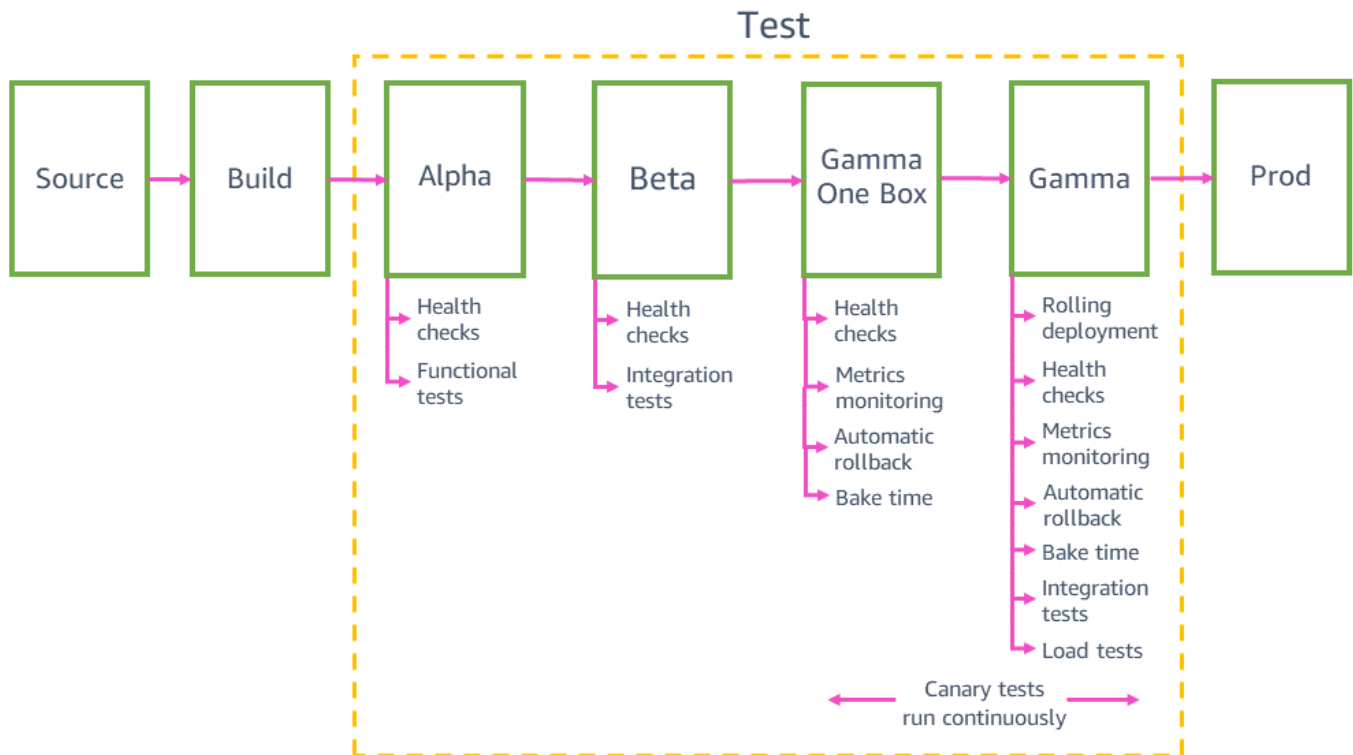 Test
Source
Build
Alpha
Beta
Gamma
One Box
Gamma
Prod
Health
checks
Functional
tests
Health
checks
Integration
tests
Health
checks
Metrics
monitoring
Automatic
rollback
Bake time
Rolling
deployment
Health
checks
Metrics
monitoring
Automatic
rollback
Bake time
Integration
tests
Load tests
Canary tests
run continuously